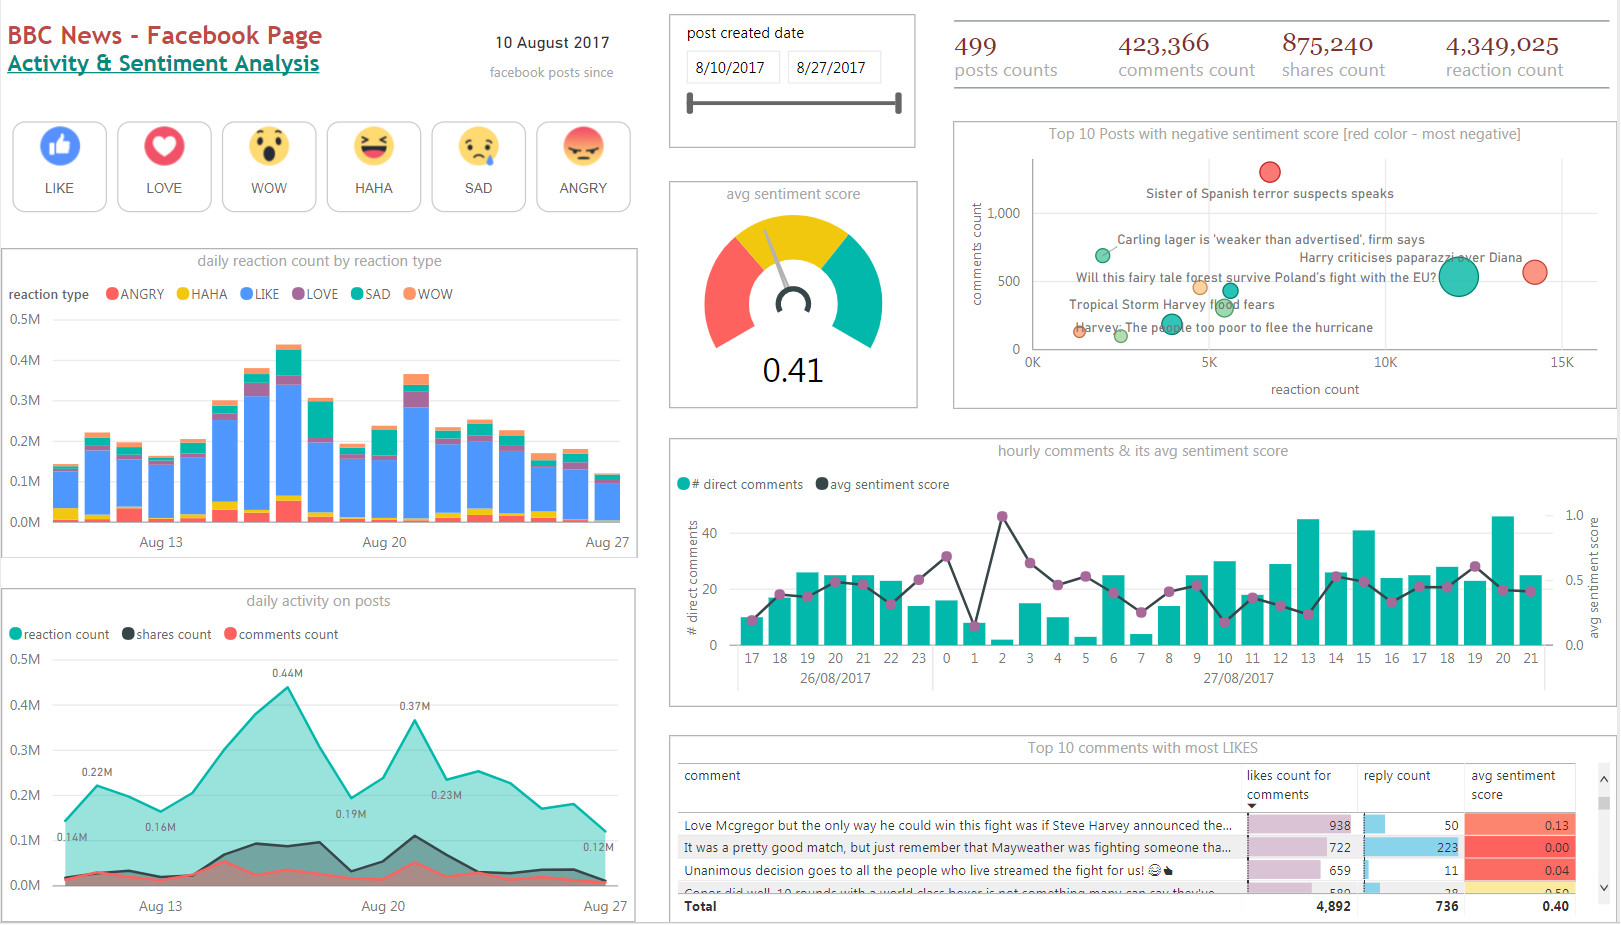 BBC News - Facebook Page
Activity & Sentiment Analysis
10 August 2017
facebook posts since
LIKE
LOVE
WOW
HAHA
SAD
ANGRY
daily reaction count by reaction type
reaction type ANGRY HAHA LIKE LOVE SAD WOW
0.5M
0.4M
0.3M
0.2M
0.1M
0.0M
Aug 13 Aug 20 Aug 27
daily activity on posts
reaction count shares count comments count
0.5M
0.4M
0.3M
0.2M
0.1M
0.0M
0.44M
0.37M
0.22M
0.23M
0.19M
0.16M
0.14M
0.12M
Aug 13 Aug 20 Aug 27
post created date
8/10/2017 8/27/2017
avg sentiment score
0.41
499
posts counts
423,366
comments count
875,240
shares count
4,349,025
reaction count
Top 10 Posts with negative sentiment score [red color - most negative]
comments count
1,000
500
0
Sister of Spanish terror suspects speaks
Carling lager is 'weaker than advertised', firm says
Harry criticises paparazzi over Diana
Will this fairy tale forest survive Poland's fight with the EU?
Tropical Storm Harvey flood fears
Harvey: The people too poor to flee the hurricane
0K 5K 10K 15K
reaction count
hourly comments & its avg sentiment score
# direct comments avg sentiment score
# direct comments
40
20
0
1.0
0.5
0.0
avg sentiment score
17 18 19 20 21 22 23 0 1 2 3 4 5 6 7 8 9 10 11 12 13 14 15 16 17 18 19 20 21
26/08/2017 27/08/2017
Top 10 comments with most LIKES
comment likes count for comments reply count avg sentiment score
Love Mcgregor but the only way he could win this fight was if Steve Harvey announced the... 938 50 0.13
It was a pretty good match, but just remember that Mayweather was fighting someone tha... 722 223 0.00
Unanimous decision goes to all the people who live streamed the fight for us! 😂👍 659 11 0.04
Total 4,892 736 0.40